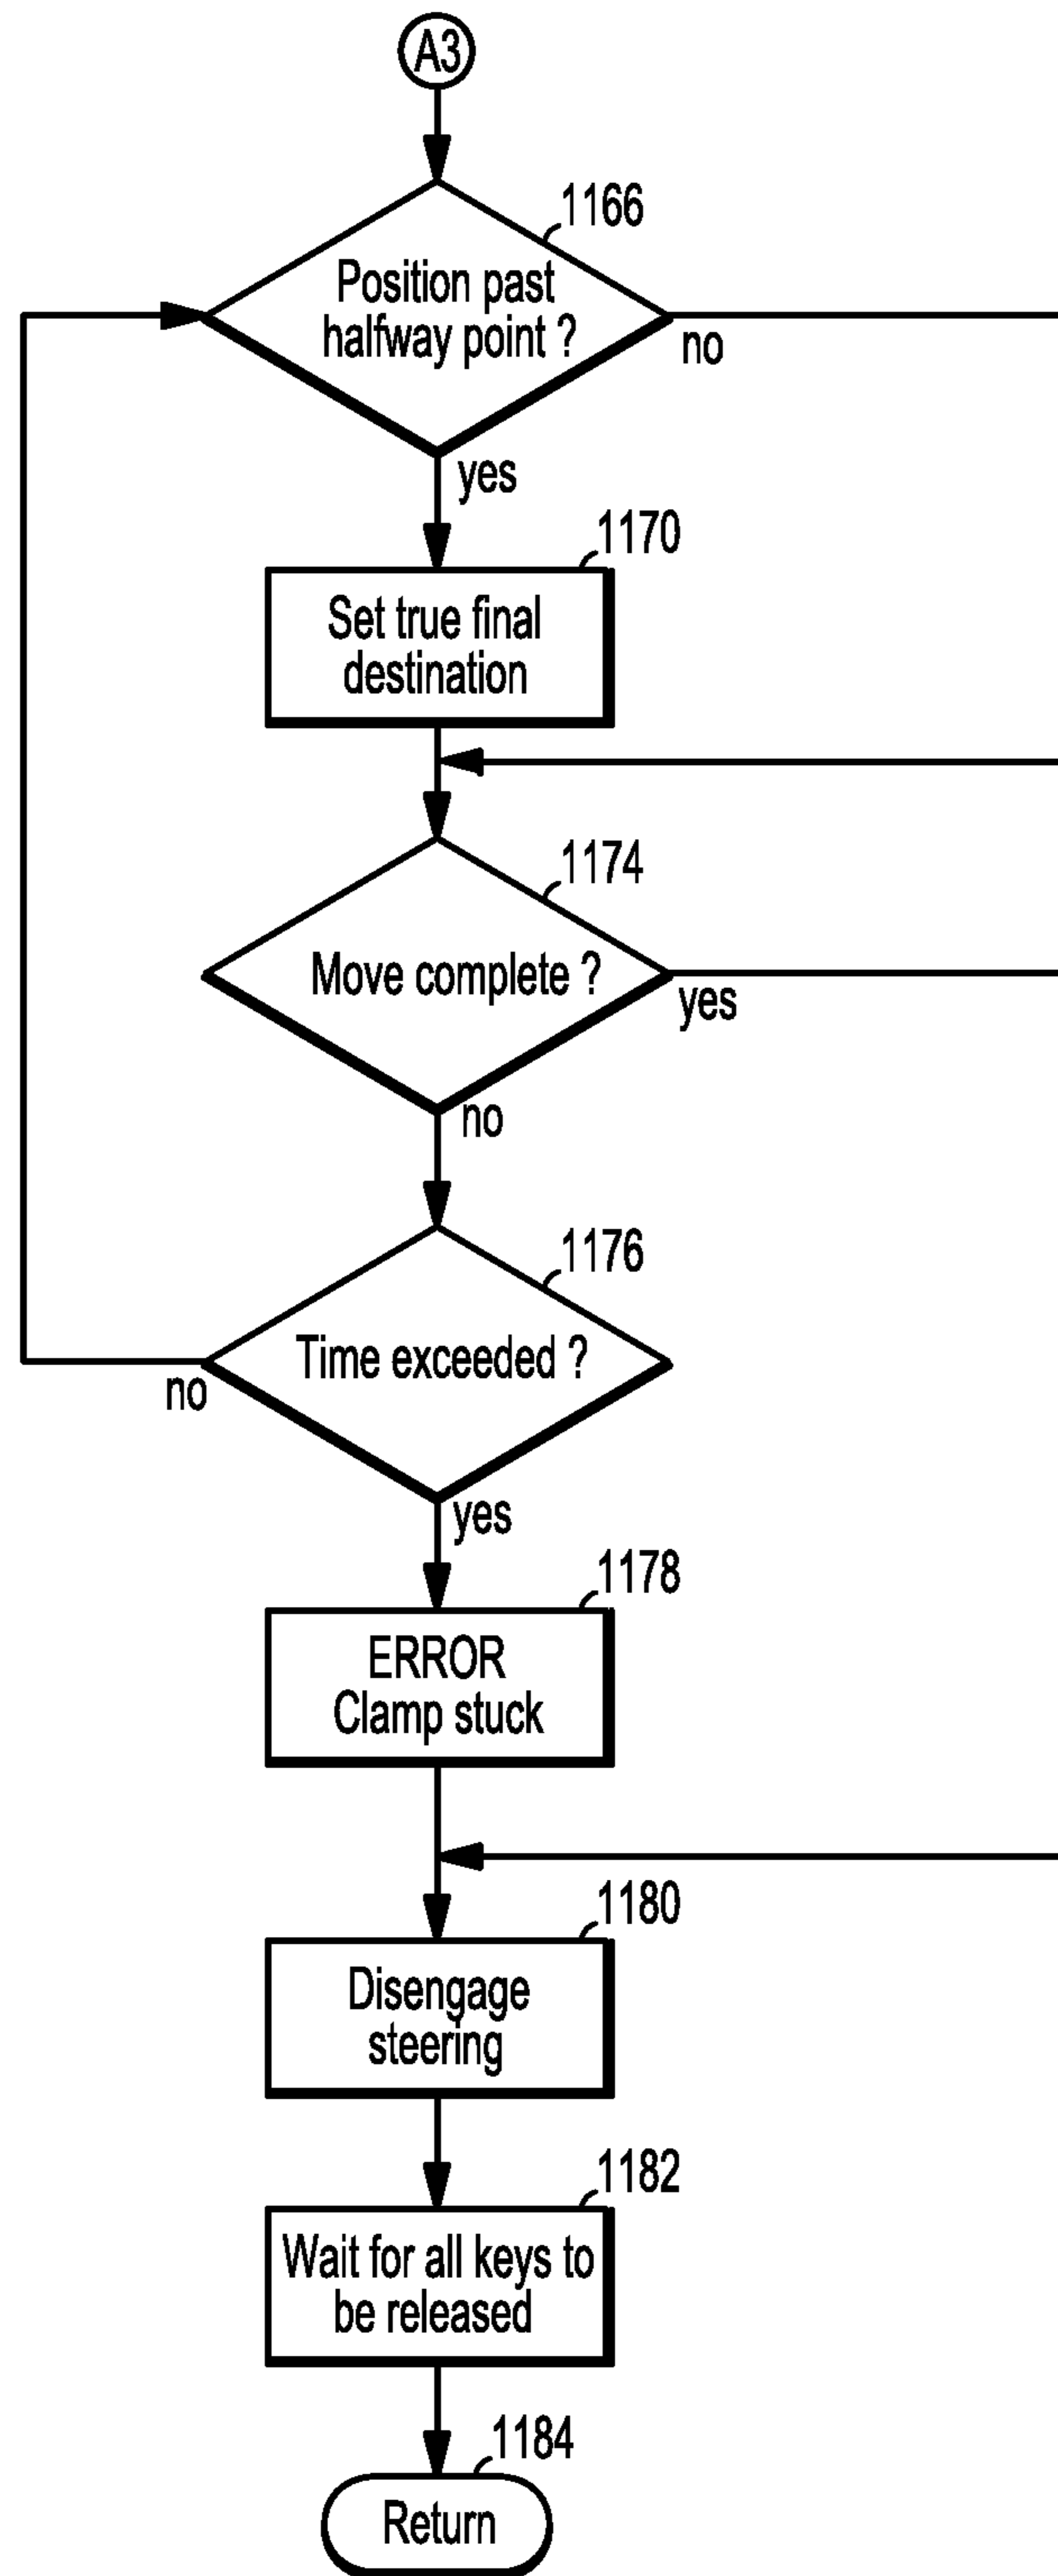 A3
1166
Position past
halfway point ?
no
yes
1170
Set true final
destination
1174
Move complete ?
yes
no
1176
Time exceeded ?
no
yes
1178
ERROR
Clamp stuck
1180
Disengage
steering
1182
Wait for all keys to
be released
1184
Return